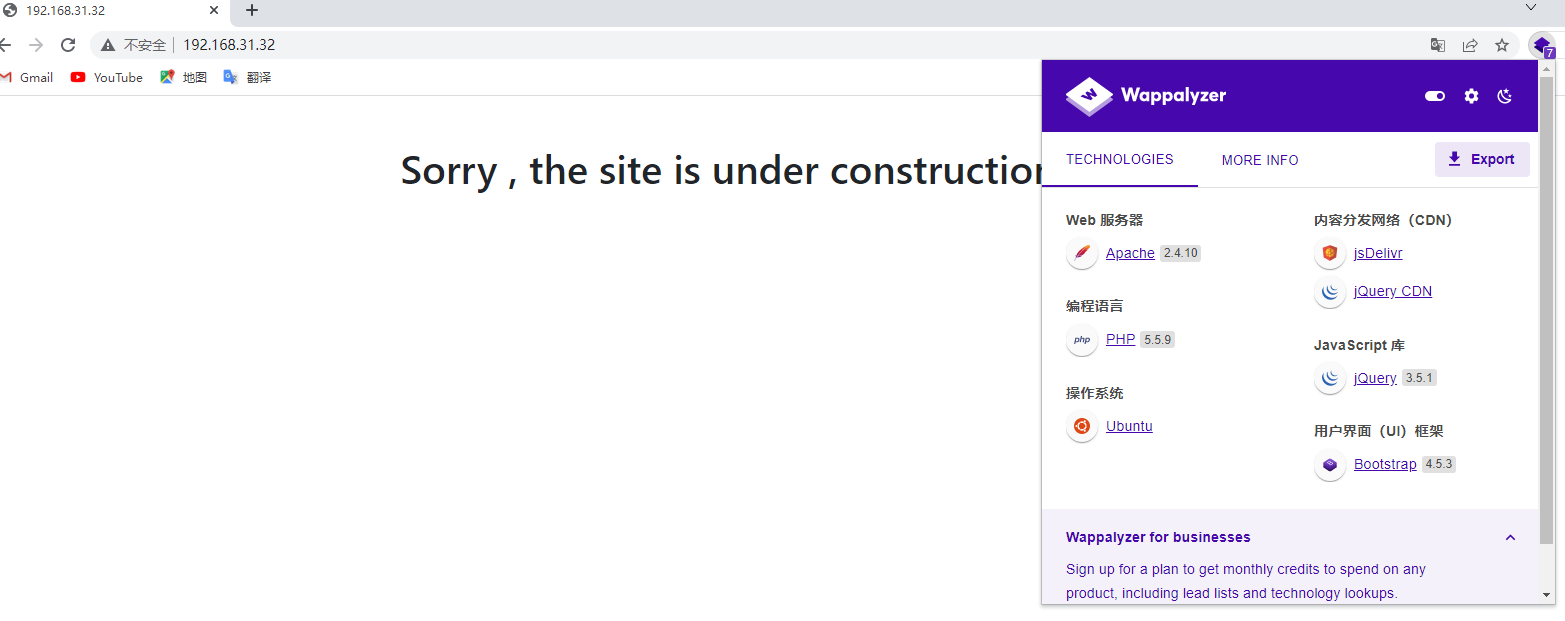 192.168.31.32
不安全 192.168.31.32
7
Gmail YouTube 地图 翻译
Sorry , the site is under construction
Wappalyzer
TECHNOLOGIES MORE INFO Export
Web 服务器
Apache 2.4.10
编程语言
php PHP 5.5.9
操作系统
Ubuntu
内容分发网络（CDN）
jsDelivr
jQuery CDN
JavaScript 库
jQuery 3.5.1
用户界面（UI）框架
Bootstrap 4.5.3
Wappalyzer for businesses
Sign up for a plan to get monthly credits to spend on any
product, including lead lists and technology lookups.